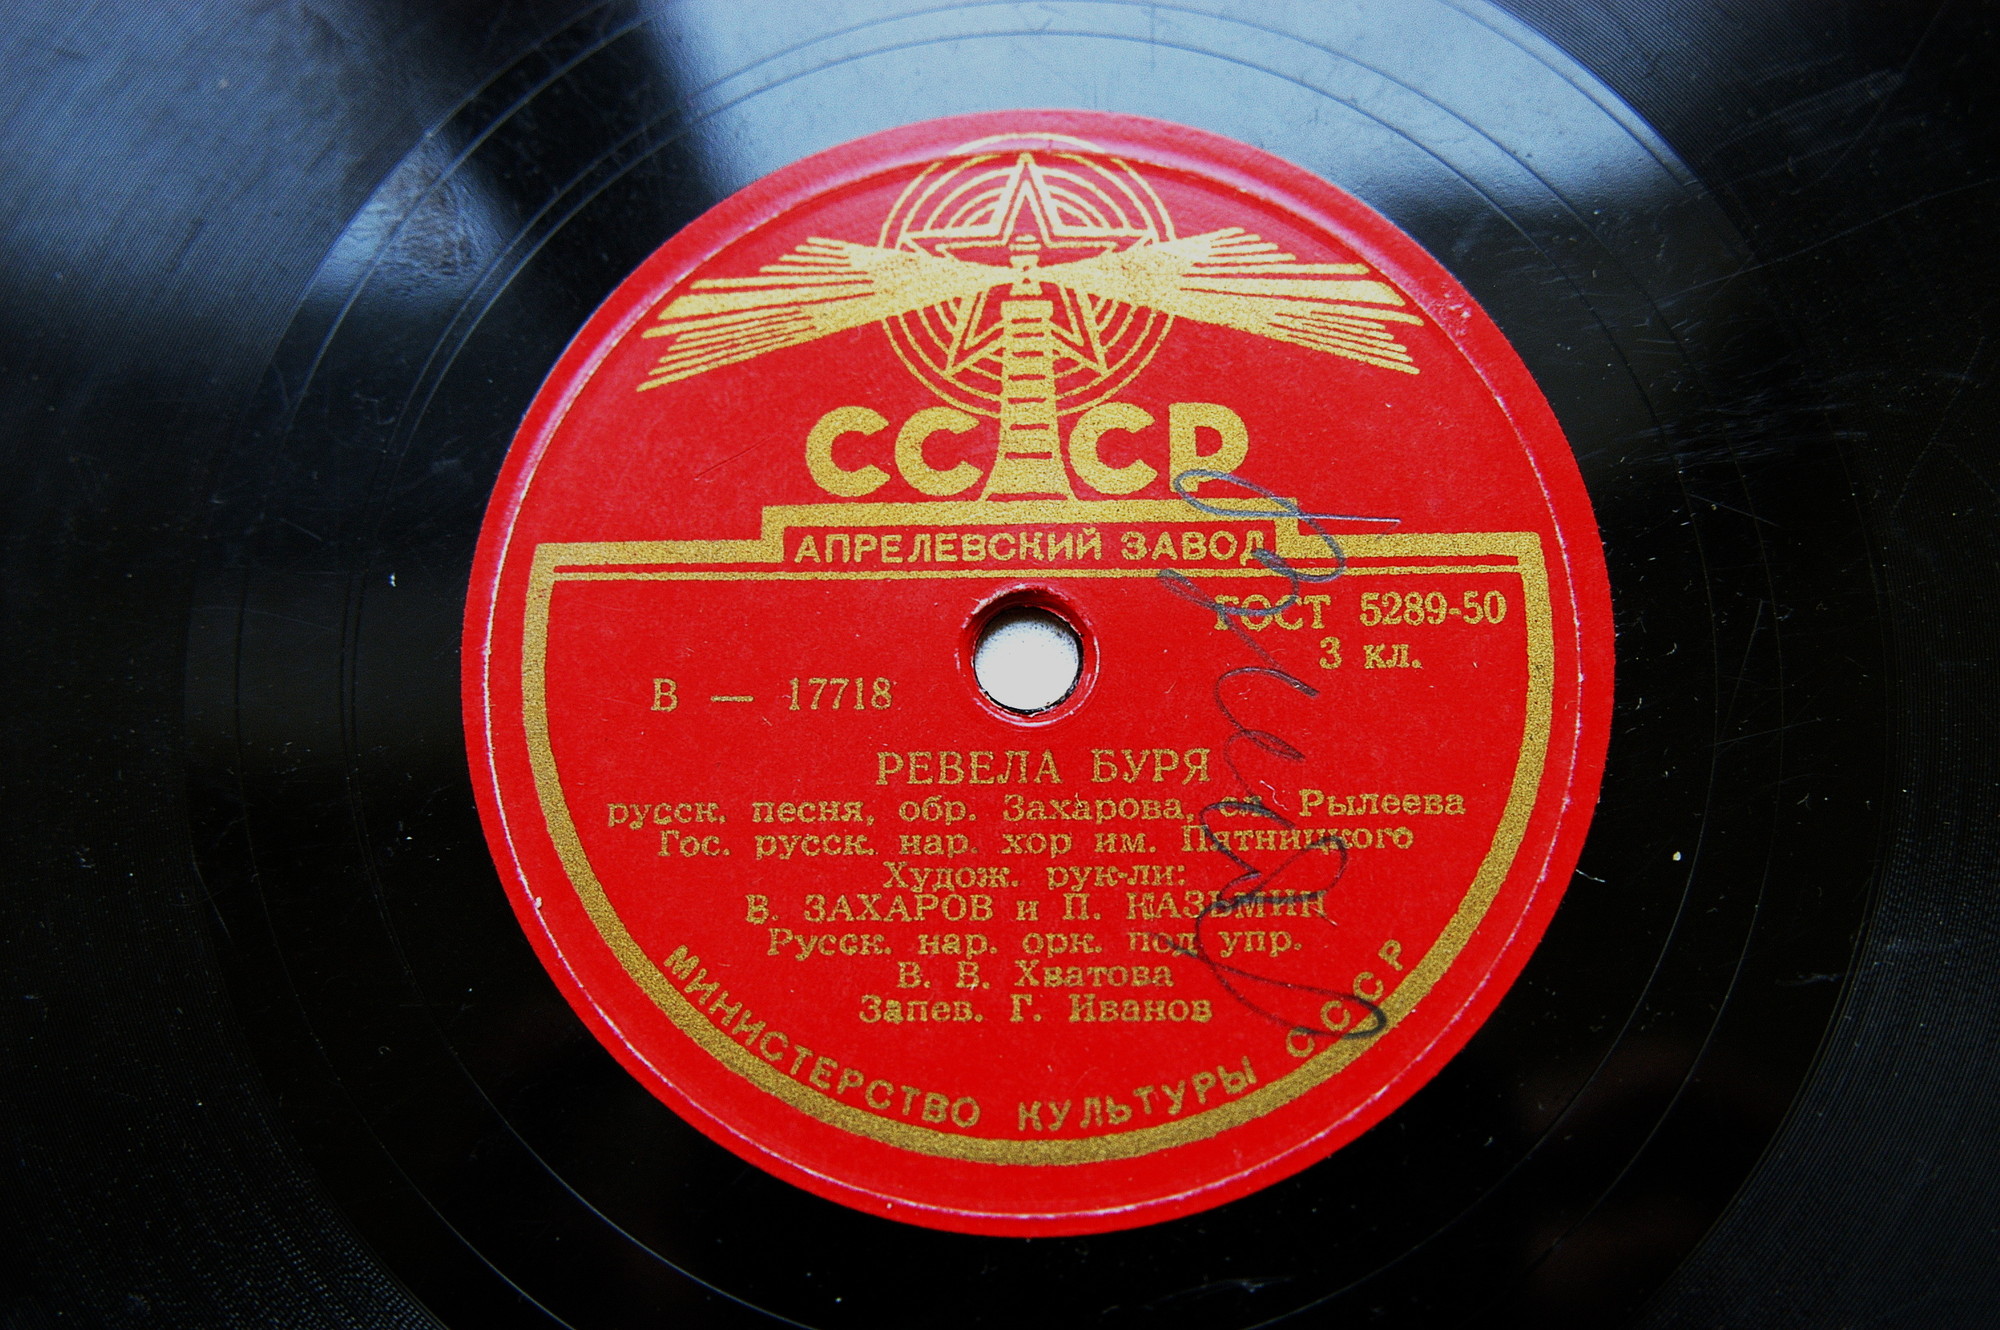 СССР
АПРЕЛЕВСКИЙ ЗАВОД
ГОСТ 5289-50
3 кл.
В — 17718
РЕВЕЛА БУРЯ
русск. песня, обр. Захарова, сл. Рылеева
Гос. русск. нар. хор им. Пятницкого
Худож. рук-ли:
В. ЗАХАРОВ и П. КАЗЬМИН
Русск. нар. орк. под упр.
В. В. Хватова
Запев. Г. Иванов
МИНИСТЕРСТВО КУЛЬТУРЫ СССР